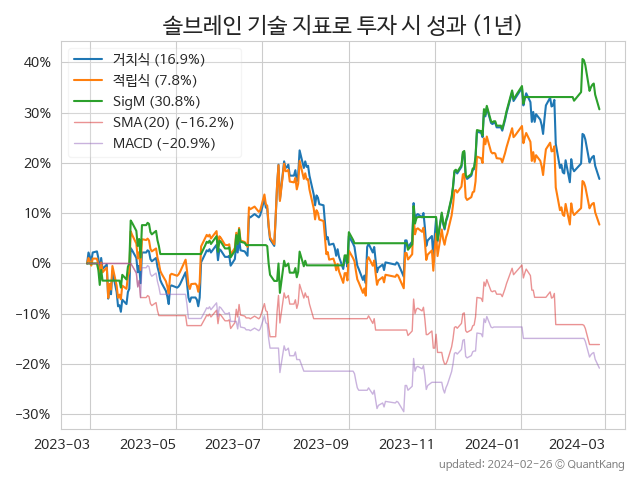 솔브레인 기술 지표로 투자 시 성과 (1년)
거치식 (16.9%)
적립식 (7.8%)
SigM (30.8%)
SMA(20) (−16.2%)
MACD (−20.9%)
40%
30%
20%
10%
0%
−10%
−20%
−30%
2023-03 2023-05 2023-07 2023-09 2023-11 2024-01 2024-03
updated: 2024-02-26 ⓒ QuantKang